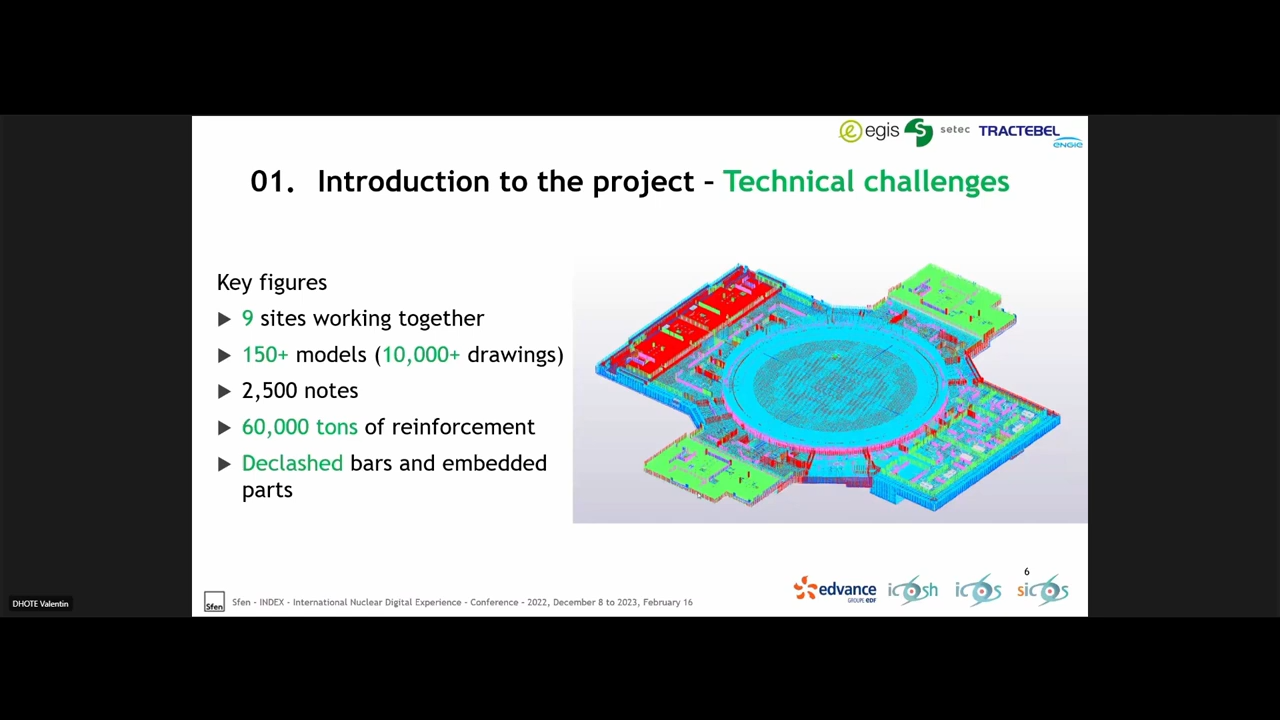 egis setec TRACTEBEL
ENGIE
01. Introduction to the project – Technical challenges
Key figures
9 sites working together
150+ models (10,000+ drawings)
2,500 notes
60,000 tons of reinforcement
Declashed bars and embedded
parts
6
edvance icosh icos sicos
GROUPE EDF
DHOTE Valentin
Sfen Sfen - INDEX - International Nuclear Digital Experience - Conference - 2022, December 8 to 2023, February 16